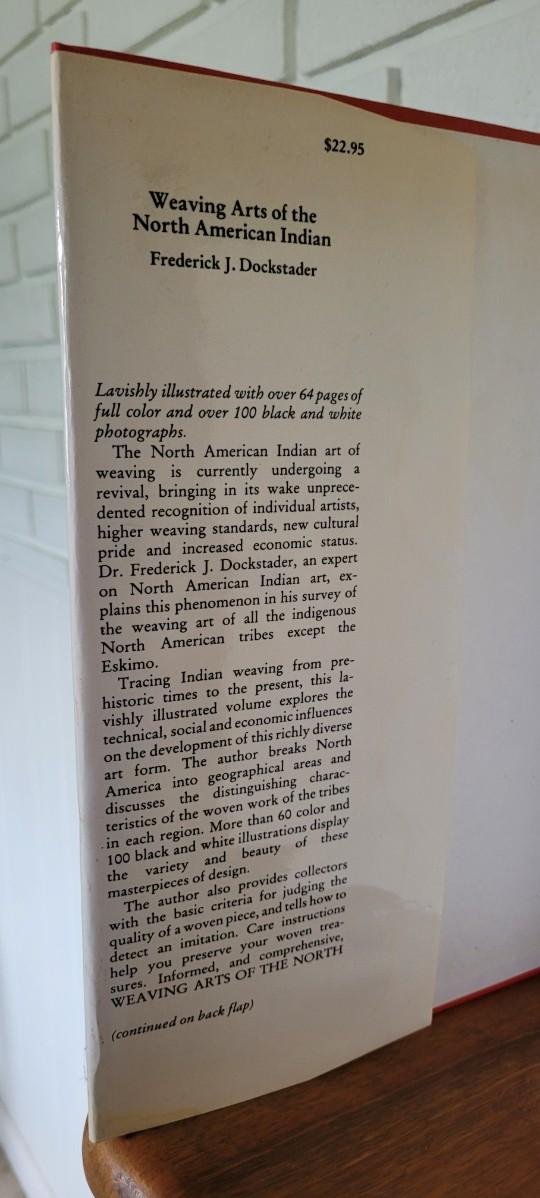 $22.95
Weaving Arts of the
North American Indian
Frederick J. Dockstader
Lavishly illustrated with over 64 pages of
full color and over 100 black and white
photographs.
The North American Indian art of
weaving is currently undergoing a
revival, bringing in its wake unprece-
dented recognition of individual artists,
higher weaving standards, new cultural
pride and increased economic status.
Dr. Frederick J. Dockstader, an expert
on North American Indian art, ex-
plains this phenomenon in his survey of
the weaving art of all the indigenous
North American tribes except the
Eskimo.
Tracing Indian weaving from pre-
historic times to the present, this la-
vishly illustrated volume explores the
technical, social and economic influences
on the development of this richly diverse
art form. The author breaks North
America into geographical areas and
discusses the distinguishing charac-
teristics of the woven work of the tribes
in each region. More than 60 color and
100 black and white illustrations display
the variety and beauty of these
masterpieces of design.
The author also provides collectors
with the basic criteria for judging the
quality of a woven piece, and tells how to
detect an imitation. Care instructions
help you preserve your woven trea-
sures. Informed, and comprehensive,
WEAVING ARTS OF THE NORTH
(continued on back flap)